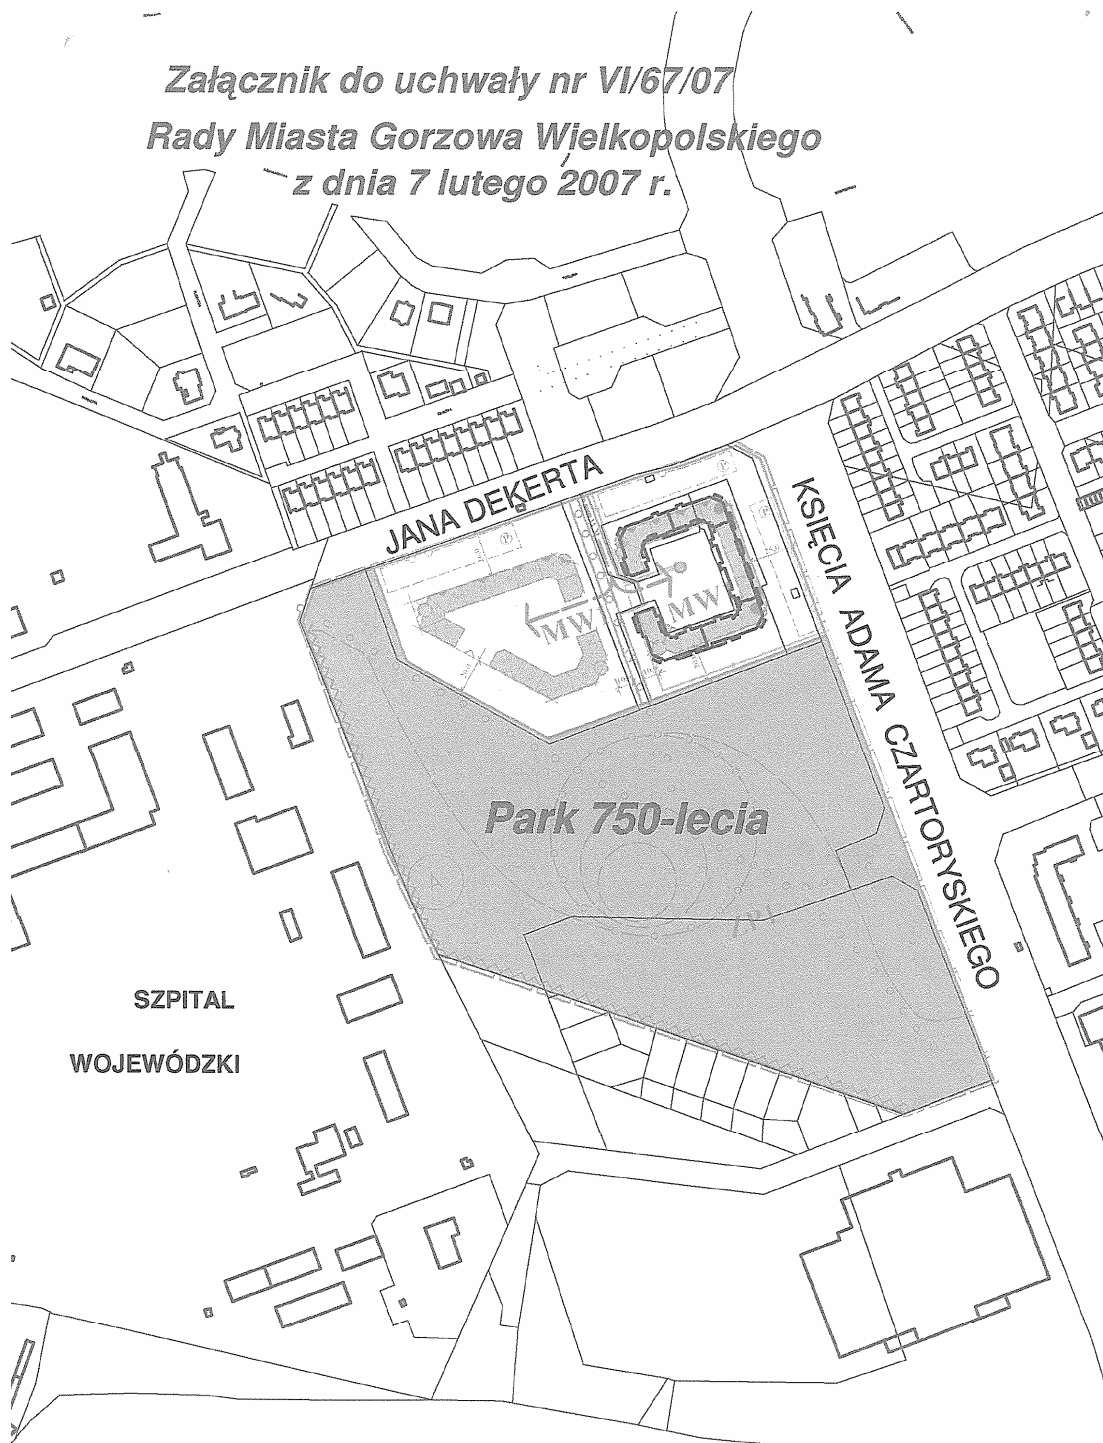 Załącznik do uchwały nr VI/67/07
Rady Miasta Gorzowa Wielkopolskiego
z dnia 7 lutego 2007 r.
JANA DEKERTA
KSIĘCIA ADAMA CZARTORYSKIEGO
MW
MW
Park 750-lecia
A
ZP1
SZPITAL
WOJEWÓDZKI